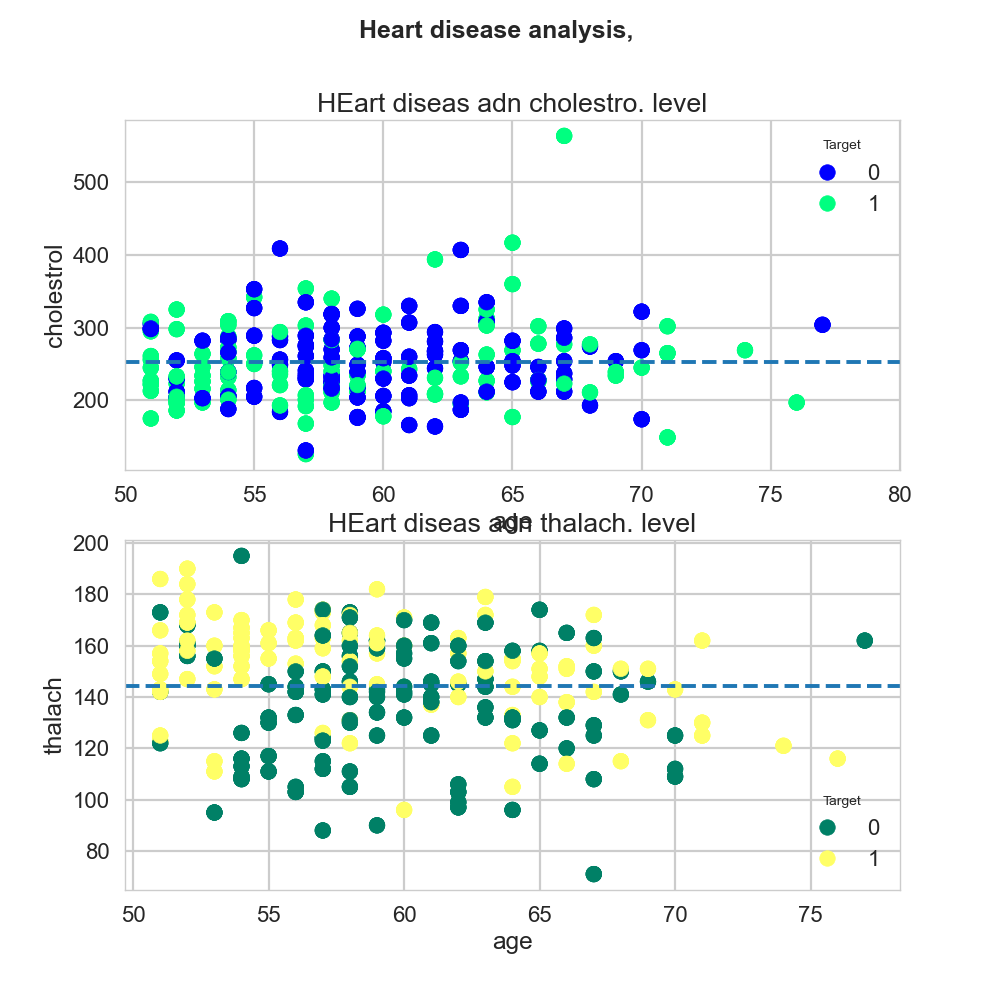 Heart disease analysis,
HEart diseas adn cholestro. level
cholestrol
500
400
300
200
Target
0
1
50 55 60 65 70 75 80
age
HEart diseas adn thalach. level
thalach
200
180
160
140
120
100
80
Target
0
1
50 55 60 65 70 75
age